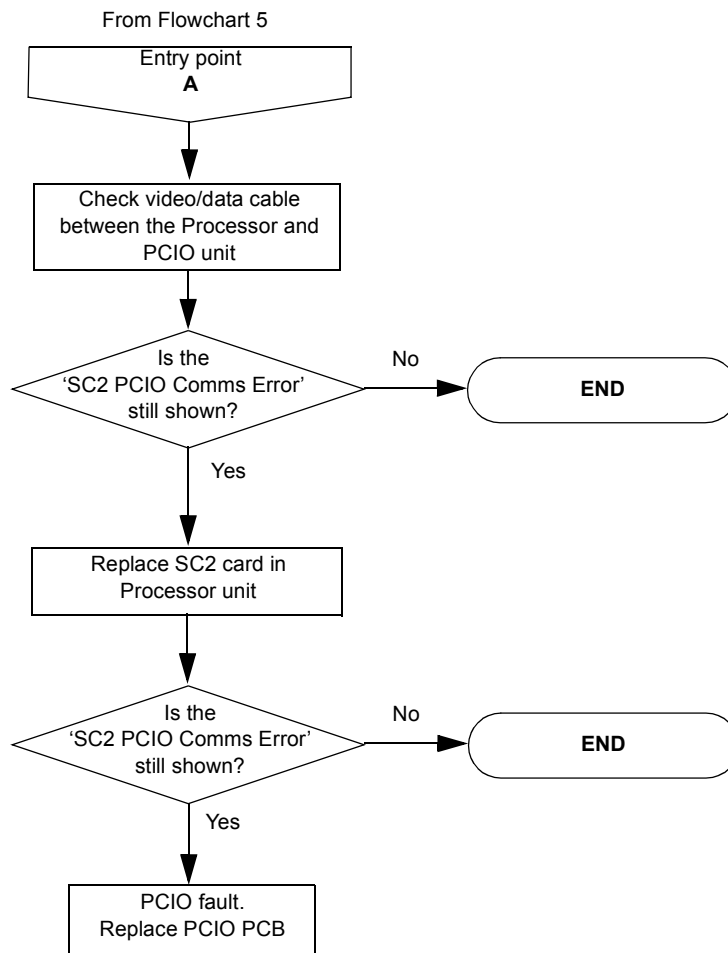 From Flowchart 5
Entry point
A
Check video/data cable
between the Processor and
PCIO unit
Is the
‘SC2 PCIO Comms Error’
still shown?
No
END
Yes
Replace SC2 card in
Processor unit
Is the
‘SC2 PCIO Comms Error’
still shown?
No
END
Yes
PCIO fault.
Replace PCIO PCB